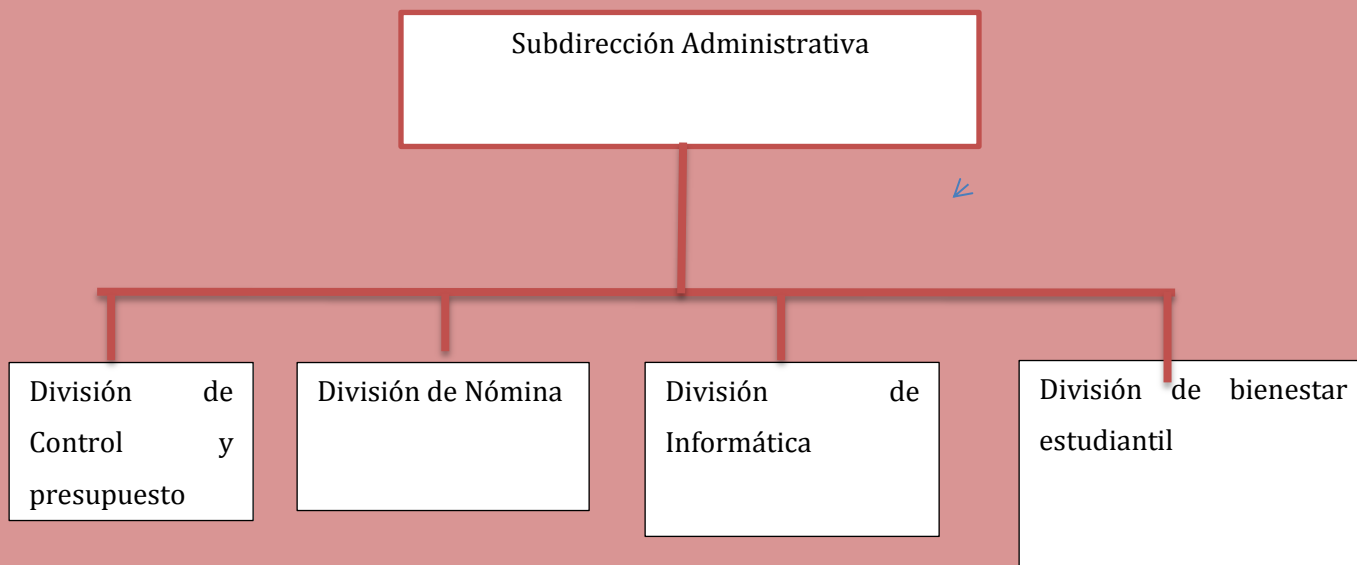 Subdirección Administrativa
División de
Control y
presupuesto
División de Nómina
División de
Informática
División de bienestar
estudiantil